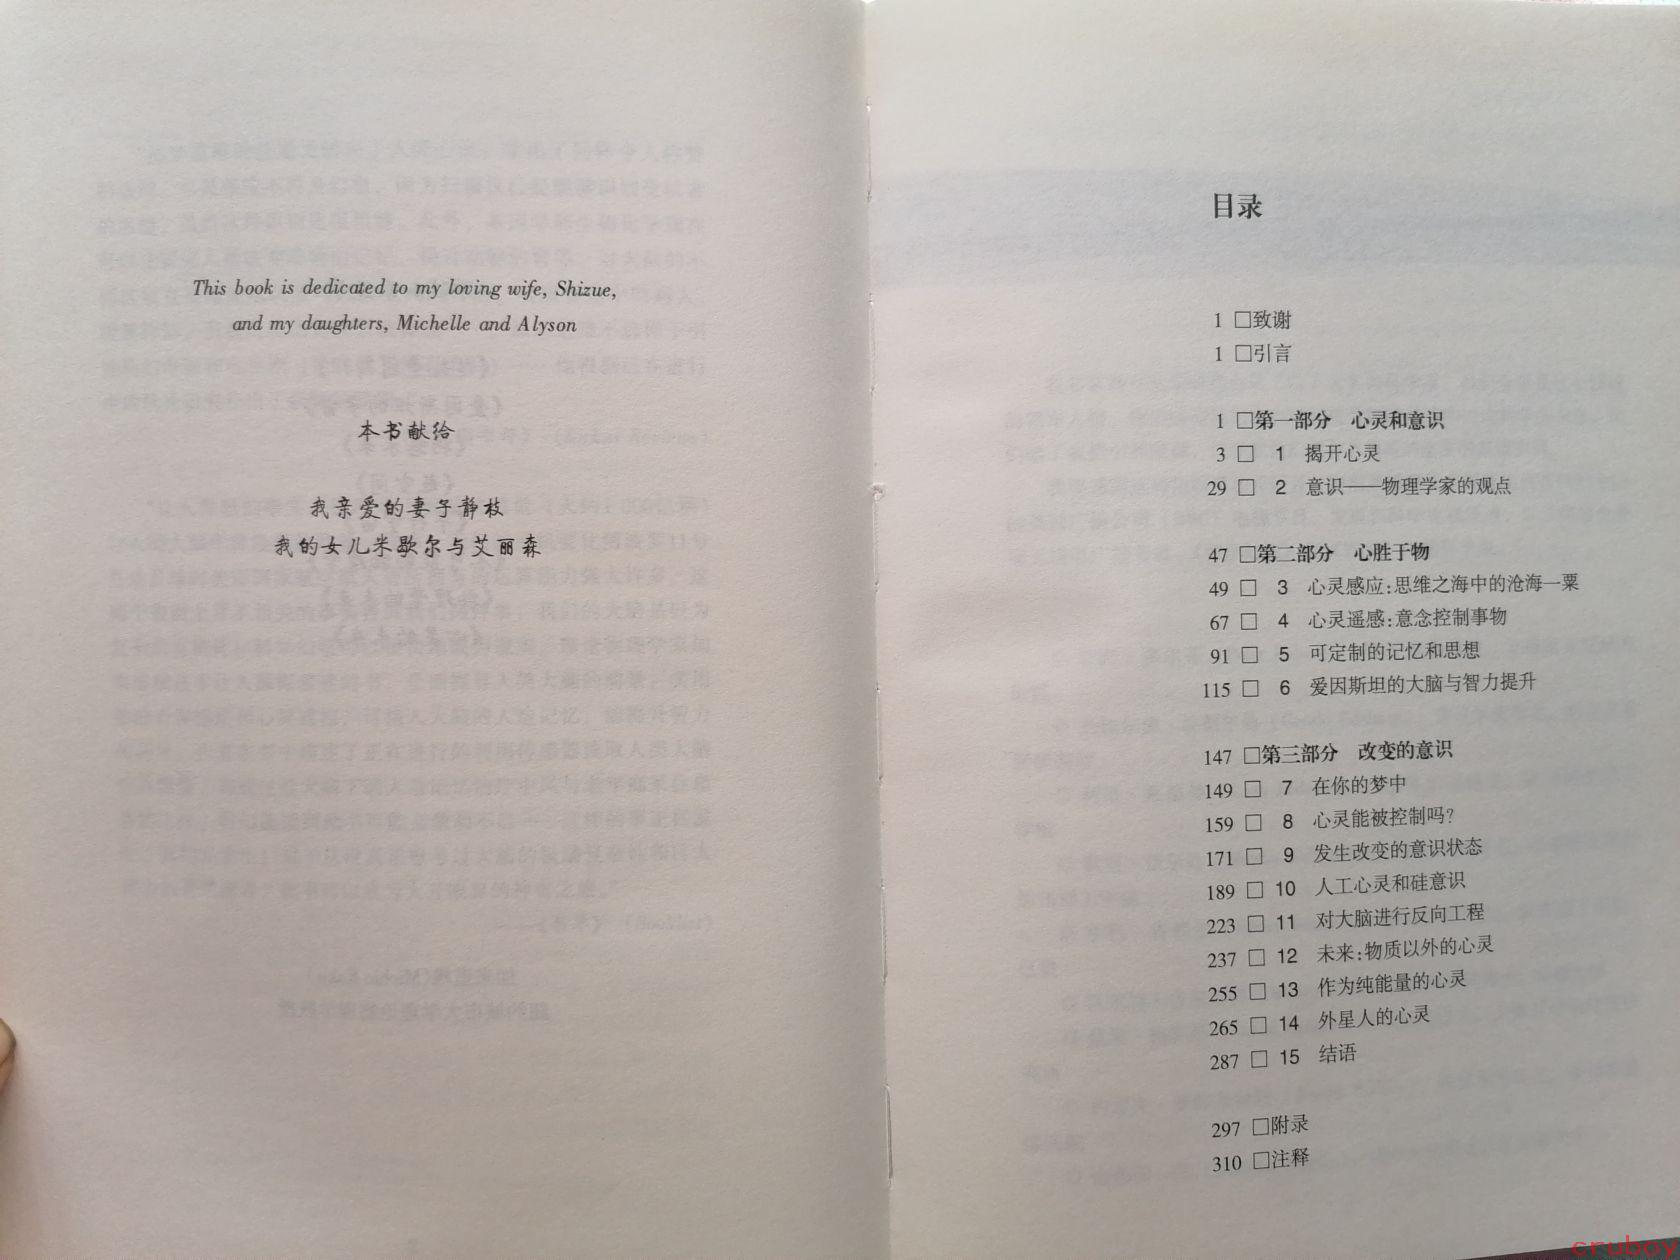 This book is dedicated to my loving wife, Shizue,
and my daughters, Michelle and Alyson
本书献给
我亲爱的妻子静枝
我的女儿米歇尔与艾丽森
目录
1 □致谢
1 □引言
1 □第一部分 心灵和意识
3 □ 1 揭开心灵
29 □ 2 意识——物理学家的观点
47 □第二部分 心胜于物
49 □ 3 心灵感应:思维之海中的沧海一粟
67 □ 4 心灵遥感:意念控制事物
91 □ 5 可定制的记忆和思想
115 □ 6 爱因斯坦的大脑与智力提升
147 □第三部分 改变的意识
149 □ 7 在你的梦中
159 □ 8 心灵能被控制吗?
171 □ 9 发生改变的意识状态
189 □ 10 人工心灵和硅意识
223 □ 11 对大脑进行反向工程
237 □ 12 未来:物质以外的心灵
255 □ 13 作为纯能量的心灵
265 □ 14 外星人的心灵
287 □ 15 结语
297 □附录
310 □注释
cruboy